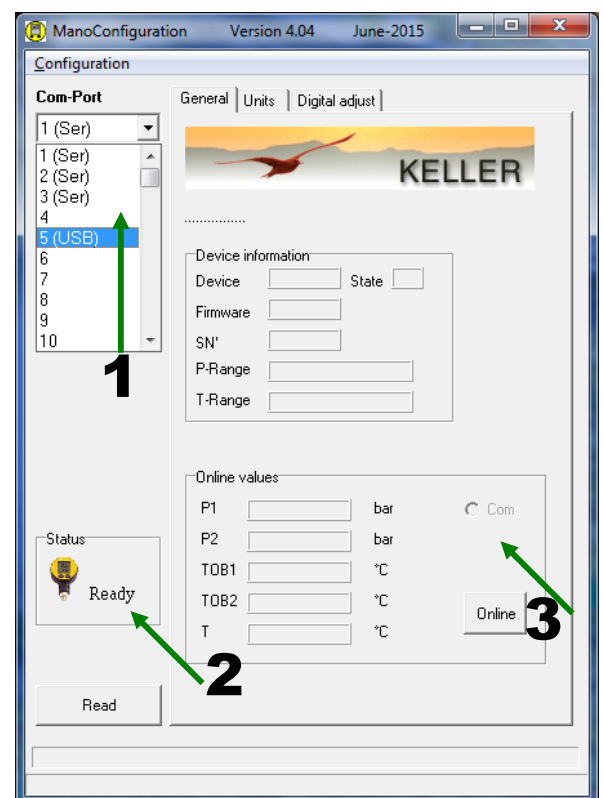 ManoConfiguration Version 4.04 June-2015
Configuration
Com-Port
1 (Ser)
1 (Ser)
2 (Ser)
3 (Ser)
4
5 (USB)
6
7
8
9
10
1
General Units Digital adjust
KELLER
................
Device information
Device State
Firmware
SN'
P-Range
T-Range
Online values
P1 bar Com
P2 bar
TOB1 °C
TOB2 °C
T °C
Online
3
Status
Ready
2
Read